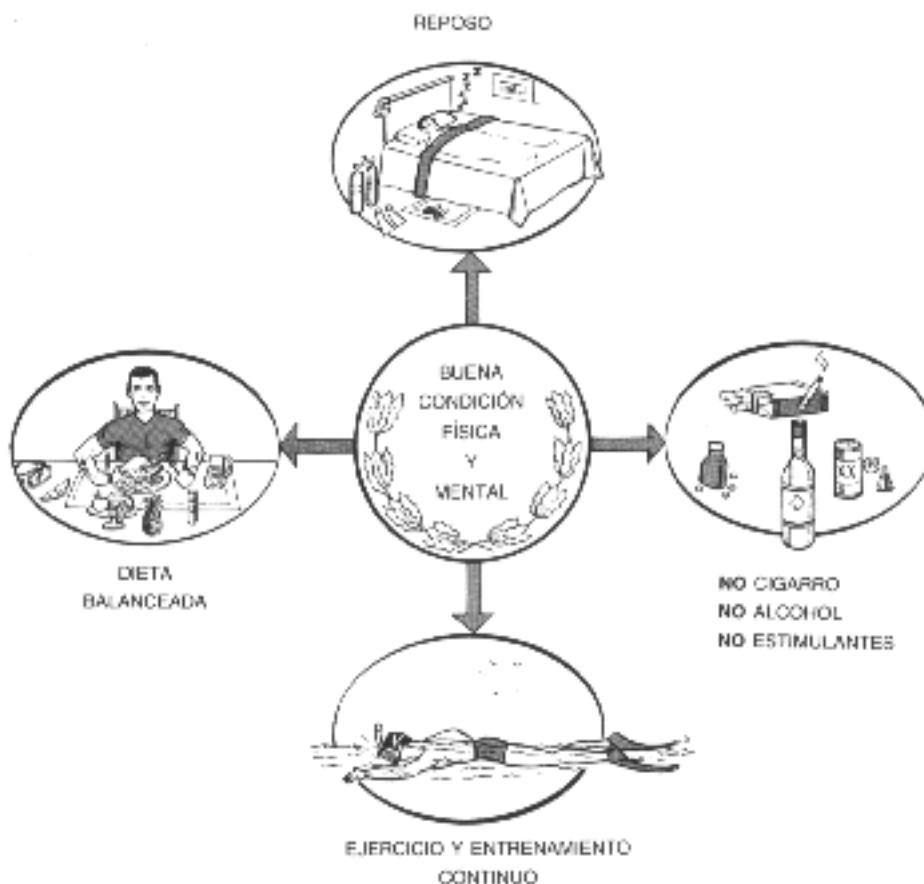 REPOSO
BUENA
CONDICIÓN
FÍSICA
Y
MENTAL
DIETA
BALANCEADA
NO CIGARRO
NO ALCOHOL
NO ESTIMULANTES
EJERCICIO Y ENTRENAMIENTO
CONTINUO